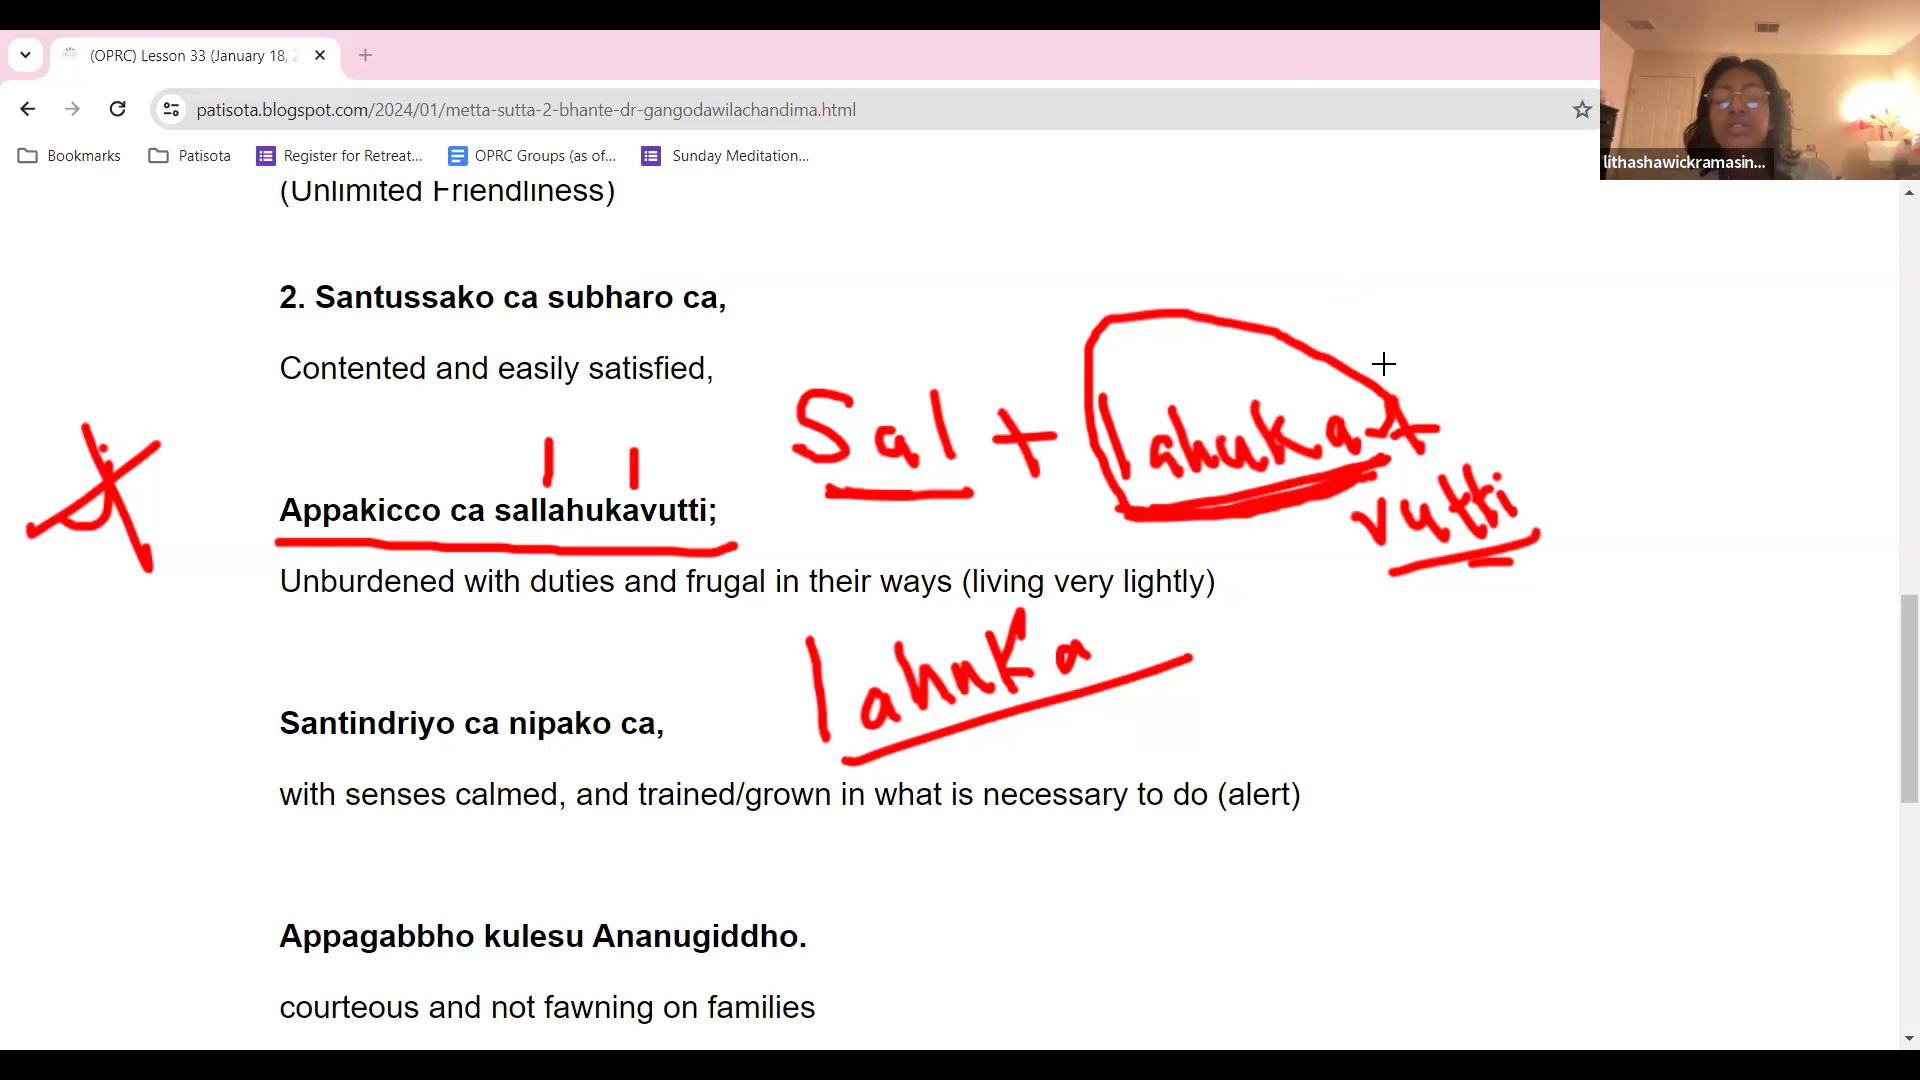 (OPRC) Lesson 33 (January 18, 2
patisota.blogspot.com/2024/01/metta-sutta-2-bhante-dr-gangodawilachandima.html
Bookmarks Patisota Register for Retreat... OPRC Groups (as of... Sunday Meditation...
lithashawickramasin...
(Unlimited Friendliness)
2. Santussako ca subharo ca,
Contented and easily satisfied,
Sal + lahuka +
vutti
Appakicco ca sallahukavutti;
Unburdened with duties and frugal in their ways (living very lightly)
lahuka
Santindriyo ca nipako ca,
with senses calmed, and trained/grown in what is necessary to do (alert)
Appagabbho kulesu Ananugiddho.
courteous and not fawning on families